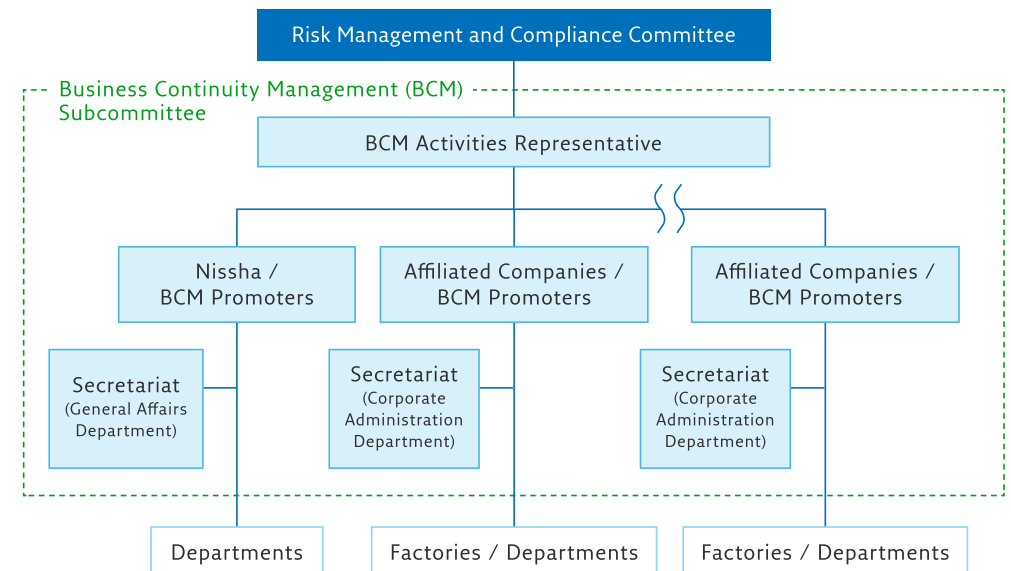 Risk Management and Compliance Committee
Business Continuity Management (BCM)
Subcommittee
BCM Activities Representative
Nissha /
BCM Promoters
Affiliated Companies /
BCM Promoters
Affiliated Companies /
BCM Promoters
Secretariat
(General Affairs
Department)
Secretariat
(Corporate
Administration
Department)
Secretariat
(Corporate
Administration
Department)
Departments
Factories / Departments
Factories / Departments